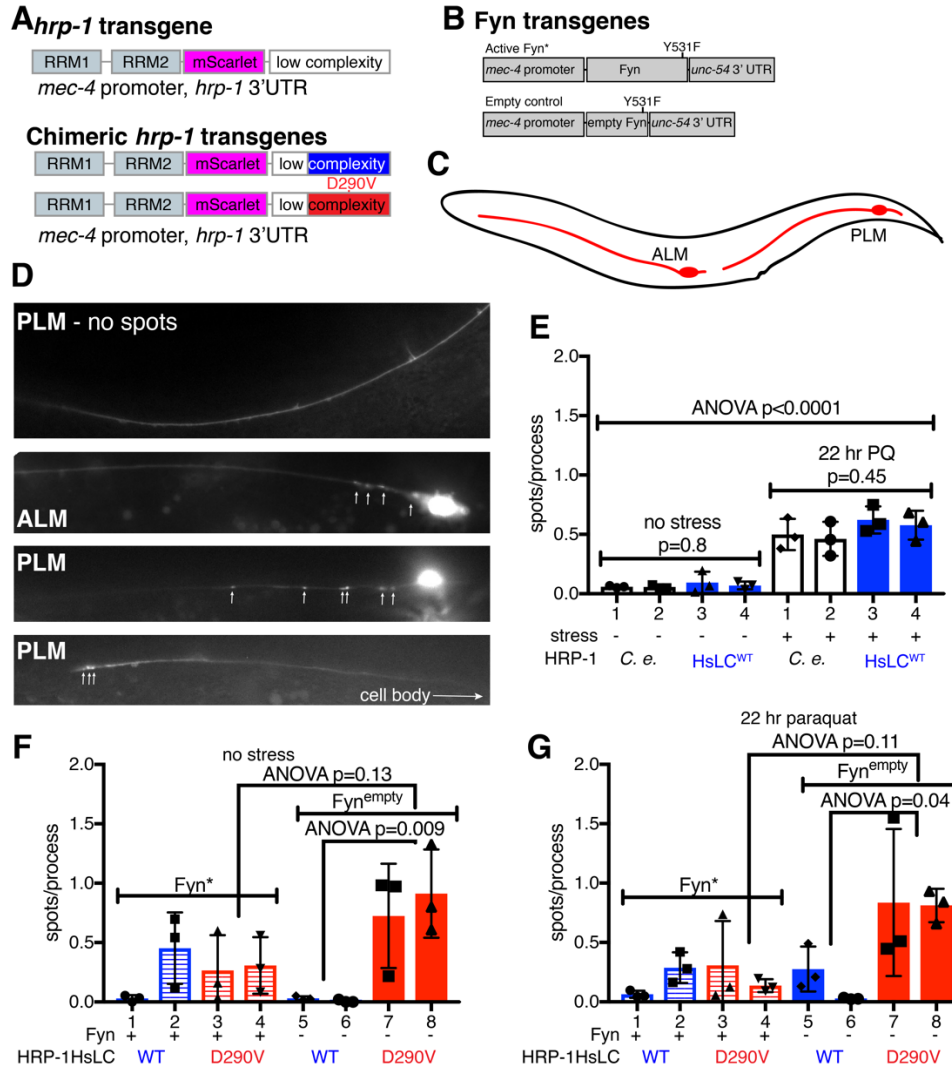 A hrp-1 transgene
RRM1 RRM2 mScarlet low complexity
mec-4 promoter, hrp-1 3'UTR
Chimeric hrp-1 transgenes
RRM1 RRM2 mScarlet low complexity
D290V
RRM1 RRM2 mScarlet low complexity
mec-4 promoter, hrp-1 3'UTR
B Fyn transgenes
Active Fyn* Y531F
mec-4 promoter Fyn unc-54 3' UTR
Empty control Y531F
mec-4 promoter empty Fyn unc-54 3' UTR
C
ALM PLM
D
PLM - no spots
ALM
PLM
PLM
cell body
E
2.0
1.5
1.0
0.5
0.0
spots/process
ANOVA p<0.0001
22 hr PQ
p=0.45
no stress
p=0.8
1 2 3 4 1 2 3 4
stress - - - - + + + +
HRP-1 C. e. HsLCWT C. e. HsLCWT
F
no stress
ANOVA p=0.13
Fynempty
ANOVA p=0.009
Fyn*
2.0
1.5
1.0
0.5
0.0
spots/process
1 2 3 4 5 6 7 8
Fyn + + + + - - - -
HRP-1HsLC WT D290V WT D290V
G
22 hr paraquat
ANOVA p=0.11
Fynempty
ANOVA p=0.04
Fyn*
2.0
1.5
1.0
0.5
0.0
spots/process
1 2 3 4 5 6 7 8
Fyn + + + + - - - -
HRP-1HsLC WT D290V WT D290V